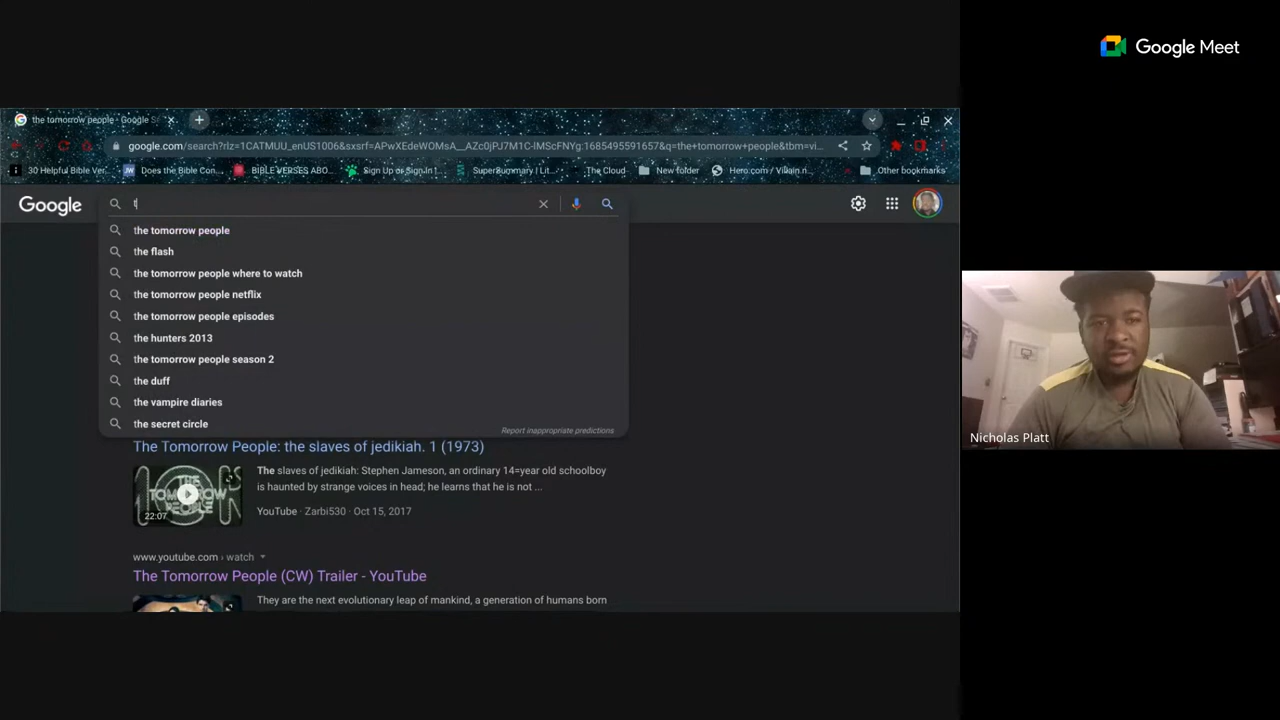 Google Meet
the tomorrow people - Google Se
google.com/search?rlz=1CATMUU_enUS1006&sxsrf=APwXEdeWOMsA__AZc0jPJ7M1C-lMScFNYg:1685495591657&q=the+tomorrow+people&tbm=vi...
30 Helpful Bible Ver...
Does the Bible Con...
BIBLE VERSES ABO...
Sign Up or Sign In |...
SuperSummary | Lit...
The Cloud
New folder
Hero.com / Villain.n...
Other bookmarks
Google
t
the tomorrow people
the flash
the tomorrow people where to watch
the tomorrow people netflix
the tomorrow people episodes
the hunters 2013
the tomorrow people season 2
the duff
the vampire diaries
the secret circle
Report inappropriate predictions
The Tomorrow People: the slaves of jedikiah. 1 (1973)
THE TOMORROW PEOPLE
22:07
The slaves of jedikiah: Stephen Jameson, an ordinary 14=year old schoolboy
is haunted by strange voices in head; he learns that he is not ...
YouTube · Zarbi530 · Oct 15, 2017
www.youtube.com › watch
The Tomorrow People (CW) Trailer - YouTube
They are the next evolutionary leap of mankind, a generation of humans born
Nicholas Platt